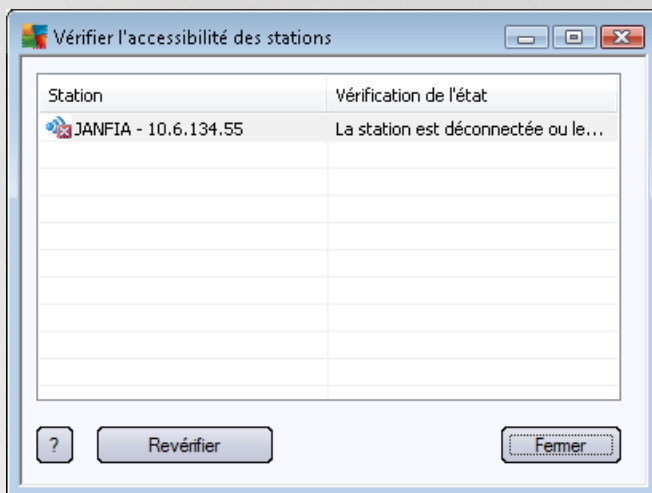 Vérifier l'accessibilité des stations
Station Vérification de l'état
JANFIA - 10.6.134.55 La station est déconnectée ou le...
? Revérifier Fermer